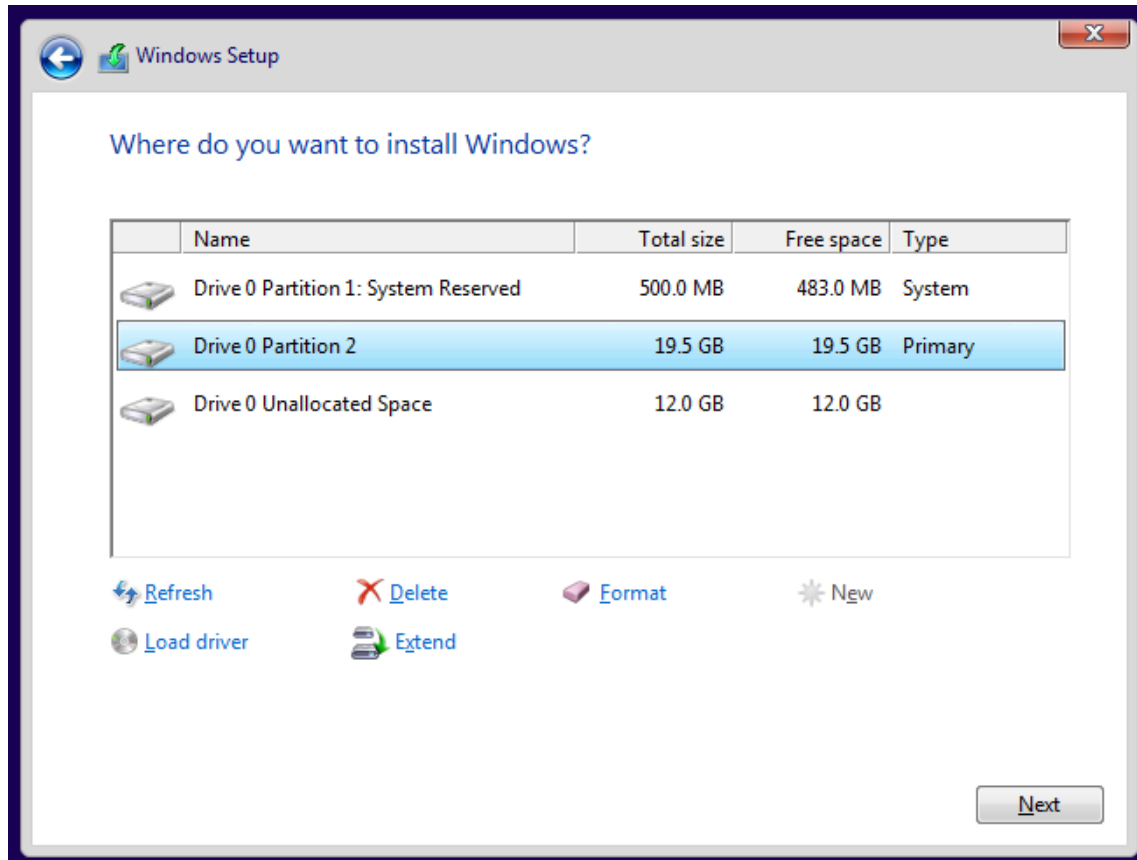 Windows Setup
Where do you want to install Windows?
Name Total size Free space Type
Drive 0 Partition 1: System Reserved 500.0 MB 483.0 MB System
Drive 0 Partition 2 19.5 GB 19.5 GB Primary
Drive 0 Unallocated Space 12.0 GB 12.0 GB
Refresh Delete Format New
Load driver Extend
Next